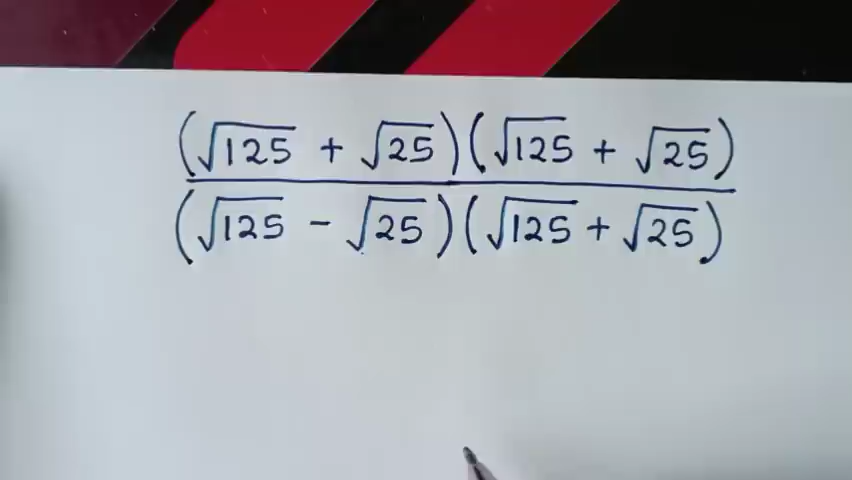 (√125 + √25)(√125 + √25)
(√125 - √25)(√125 + √25)